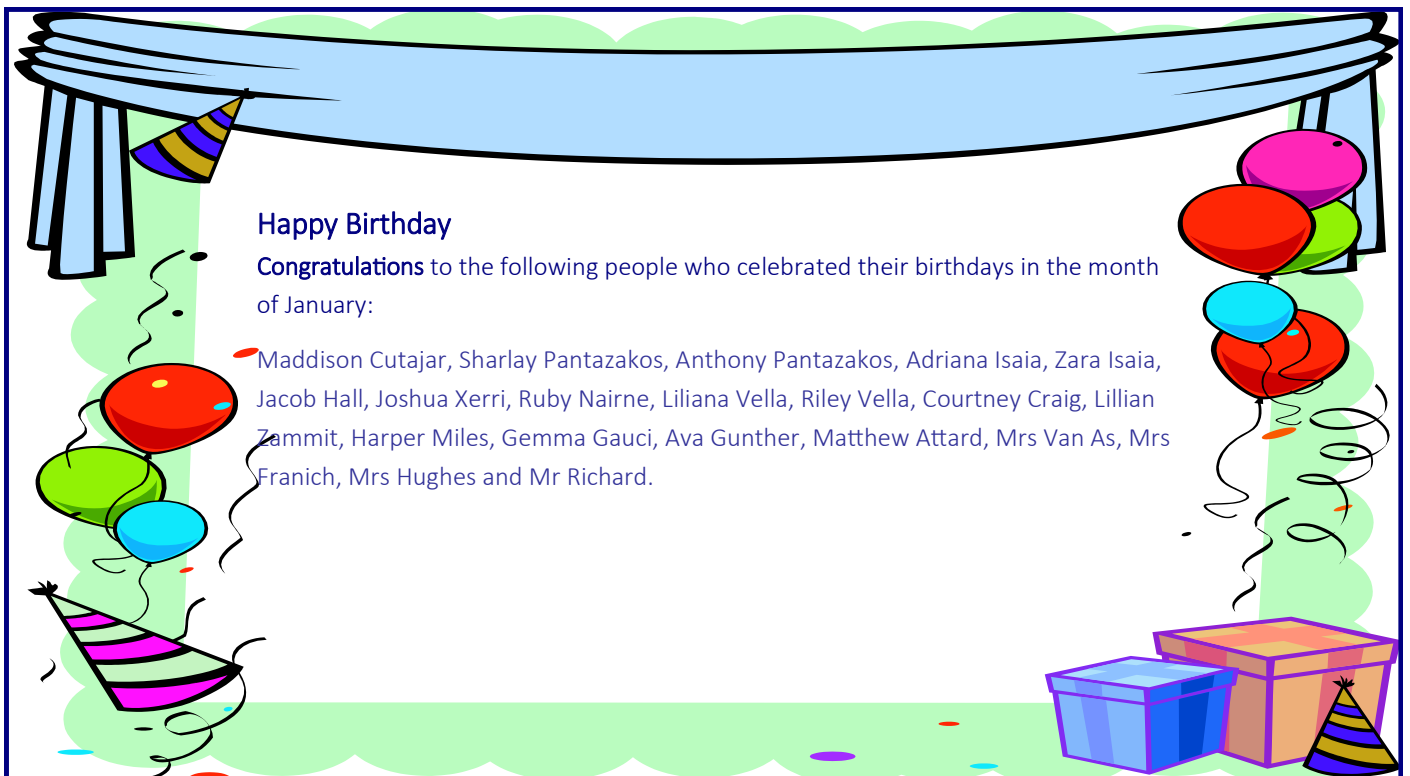 Happy Birthday
Congratulations to the following people who celebrated their birthdays in the month
of January:
Maddison Cutajar, Sharlay Pantazakos, Anthony Pantazakos, Adriana Isaia, Zara Isaia,
Jacob Hall, Joshua Xerri, Ruby Nairne, Liliana Vella, Riley Vella, Courtney Craig, Lillian
Zammit, Harper Miles, Gemma Gauci, Ava Gunther, Matthew Attard, Mrs Van As, Mrs
Franich, Mrs Hughes and Mr Richard.